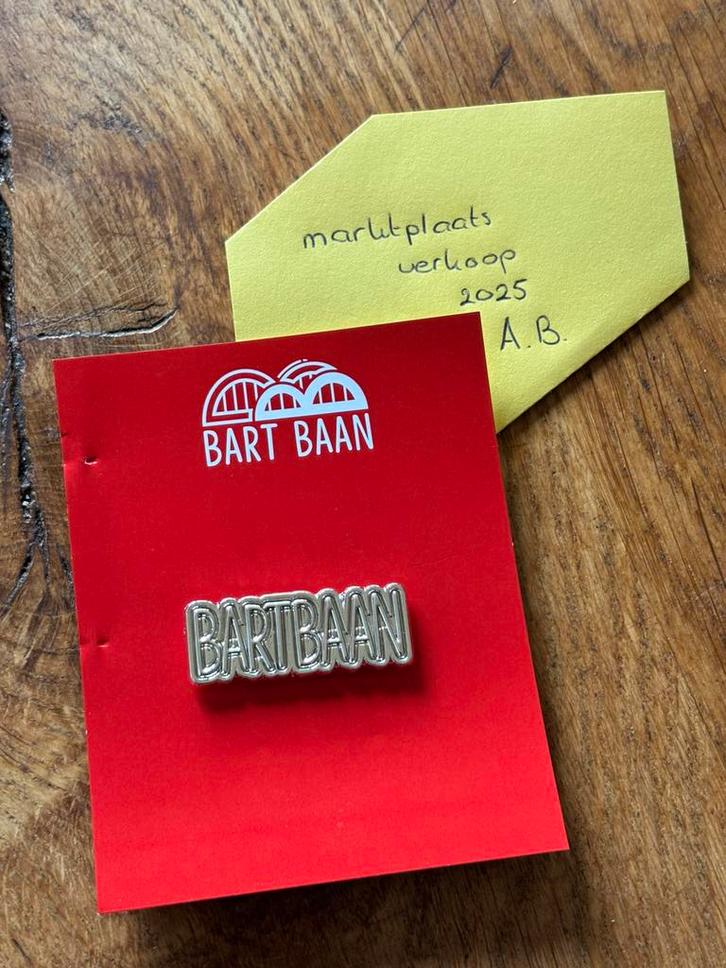 marktplaats
verkoop
2025
A.B.
BART BAAN
BARTBAAN